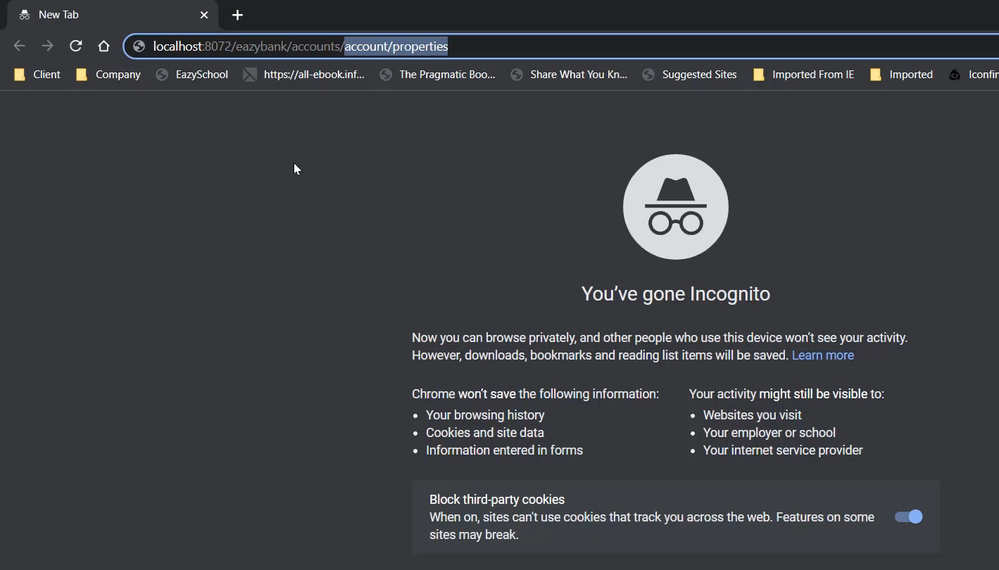 New Tab
localhost:8072/eazybank/accounts/account/properties
Client Company EazySchool https://all-ebook.inf... The Pragmatic Boo... Share What You Kn... Suggested Sites Imported From IE Imported Iconfin
You've gone Incognito
Now you can browse privately, and other people who use this device won't see your activity.
However, downloads, bookmarks and reading list items will be saved. Learn more
Chrome won't save the following information:
• Your browsing history
• Cookies and site data
• Information entered in forms
Your activity might still be visible to:
• Websites you visit
• Your employer or school
• Your internet service provider
Block third-party cookies
When on, sites can't use cookies that track you across the web. Features on some
sites may break.